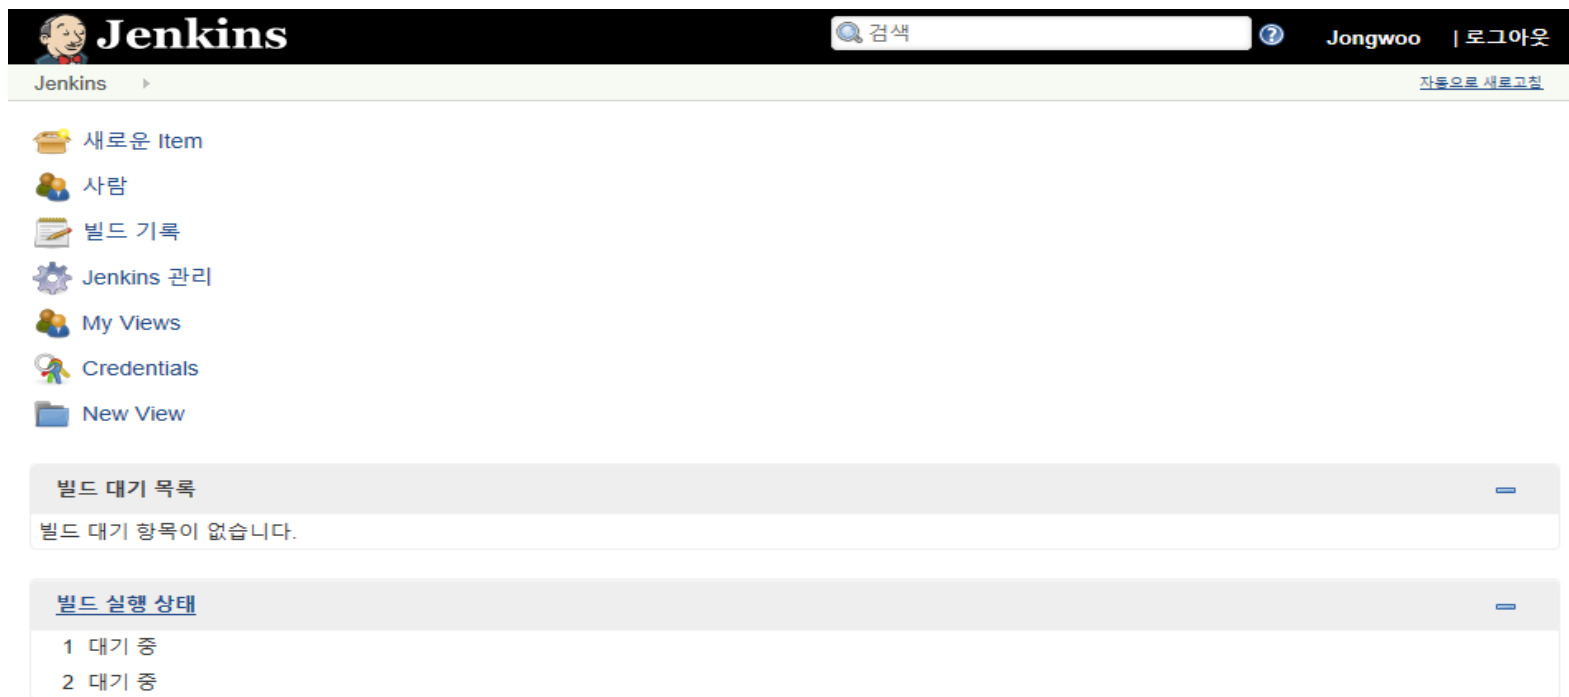 Jenkins
검색
Jongwoo | 로그아웃
Jenkins
자동으로 새로고침
새로운 Item
사람
빌드 기록
Jenkins 관리
My Views
Credentials
New View
빌드 대기 목록
빌드 대기 항목이 없습니다.
빌드 실행 상태
1 대기 중
2 대기 중